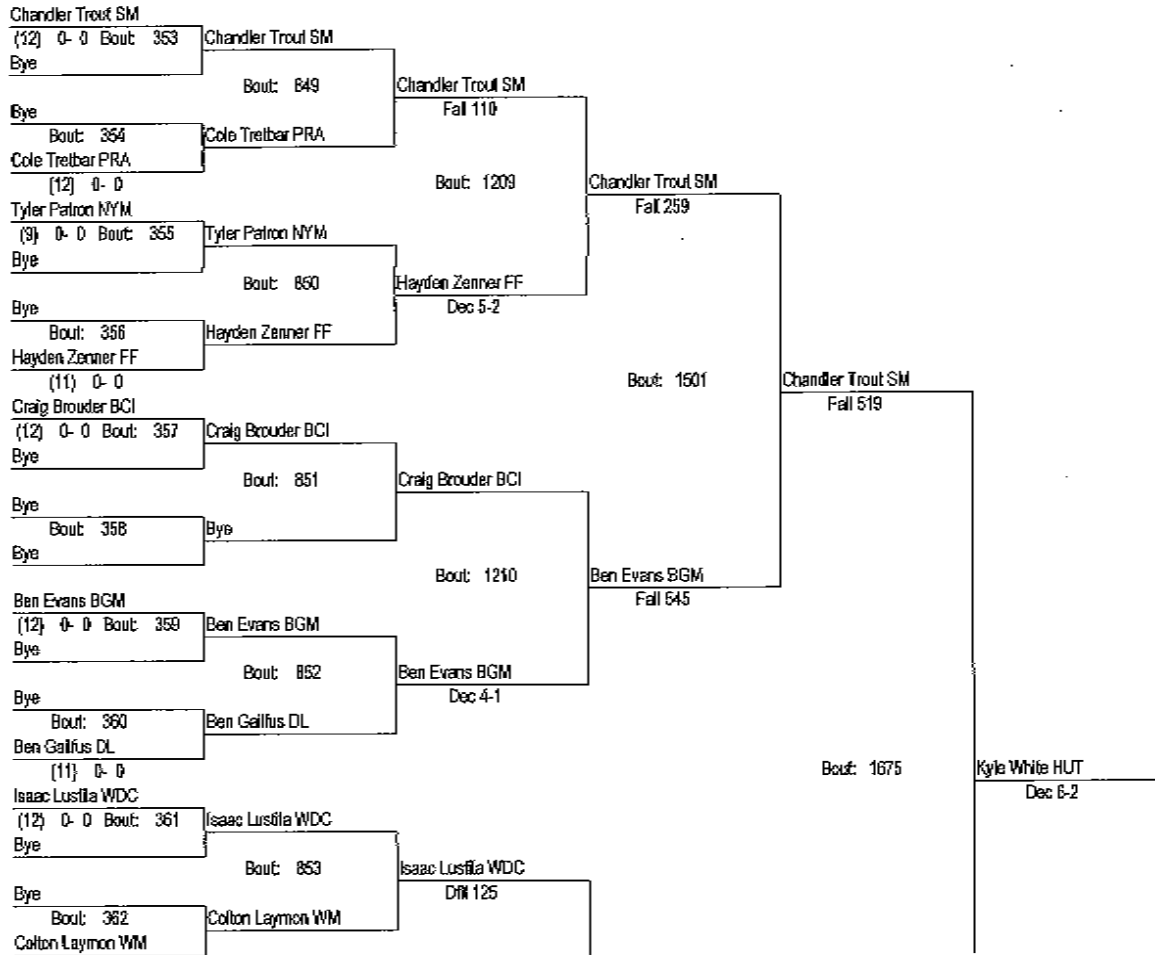 Chandler Trout SM
(12) 0- 0 Bout: 353
Bye
Chandler Trout SM
Bout: 849
Chandler Trout SM
Fall 110
Bye
Bout: 354
Cole Tretbar PRA
(12) 0- 0
Cole Tretbar PRA
Bout: 1209
Chandler Trout SM
Fall 259
Tyler Patron NYM
(9) 0- 0 Bout: 355
Bye
Tyler Patron NYM
Bout: 850
Hayden Zenner FF
Dec 5-2
Bye
Bout: 356
Hayden Zenner FF
(11) 0- 0
Hayden Zenner FF
Bout: 1501
Chandler Trout SM
Fall 519
Craig Brouder BCI
(12) 0- 0 Bout: 357
Bye
Craig Brouder BCI
Bout: 851
Craig Brouder BCI
Bye
Bout: 358
Bye
Bye
Bout: 1210
Ben Evans BGM
Fall 545
Ben Evans BGM
(12) 0- 0 Bout: 359
Bye
Ben Evans BGM
Bout: 852
Ben Evans BGM
Dec 4-1
Bye
Bout: 360
Ben Gailfus DL
(11) 0- 0
Ben Gailfus DL
Bout: 1675
Kyle White HUT
Dec 6-2
Isaac Lustila WDC
(12) 0- 0 Bout: 361
Bye
Isaac Lustila WDC
Bout: 853
Isaac Lustila WDC
Dflt 125
Bye
Bout: 362
Colton Laymon WM
Colton Laymon WM